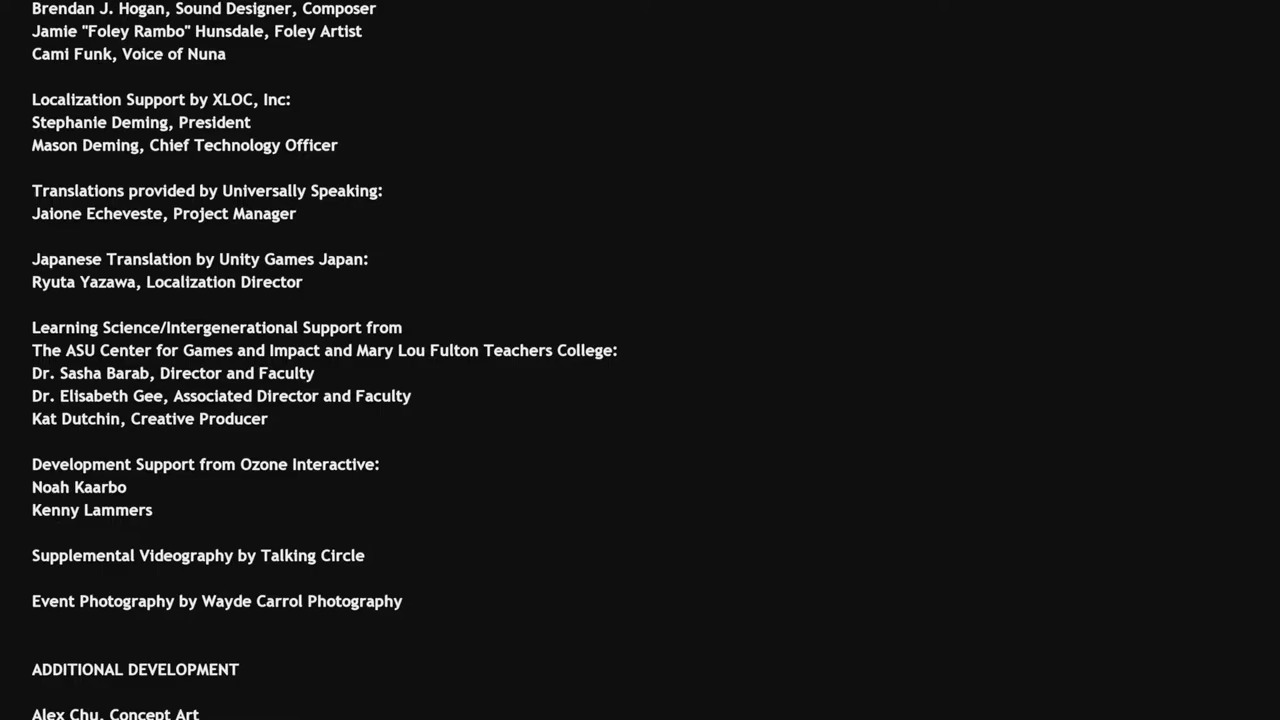 Brendan J. Hogan, Sound Designer, Composer
Jamie "Foley Rambo" Hunsdale, Foley Artist
Cami Funk, Voice of Nuna
Localization Support by XLOC, Inc:
Stephanie Deming, President
Mason Deming, Chief Technology Officer
Translations provided by Universally Speaking:
Jaione Echeveste, Project Manager
Japanese Translation by Unity Games Japan:
Ryuta Yazawa, Localization Director
Learning Science/Intergenerational Support from
The ASU Center for Games and Impact and Mary Lou Fulton Teachers College:
Dr. Sasha Barab, Director and Faculty
Dr. Elisabeth Gee, Associated Director and Faculty
Kat Dutchin, Creative Producer
Development Support from Ozone Interactive:
Noah Kaarbo
Kenny Lammers
Supplemental Videography by Talking Circle
Event Photography by Wayde Carrol Photography
ADDITIONAL DEVELOPMENT
Alex Chu, Concept Art